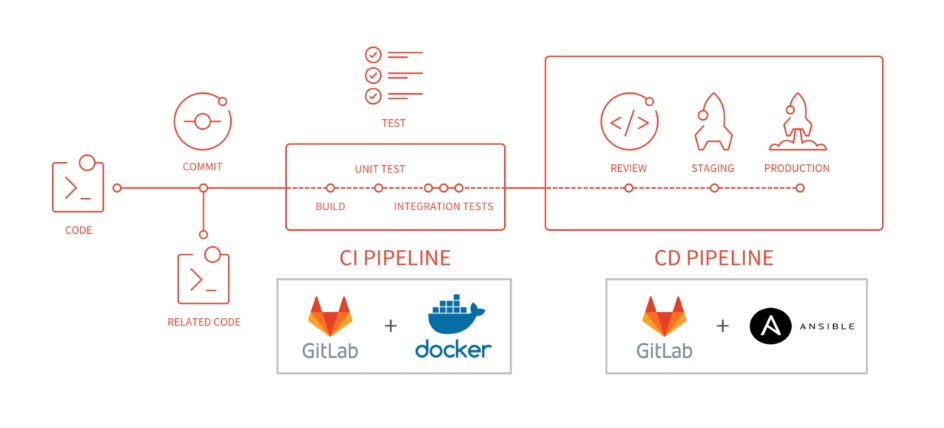 TEST
COMMIT
CODE
RELATED CODE
UNIT TEST
BUILD
INTEGRATION TESTS
CI PIPELINE
GitLab
+
docker
</>
REVIEW
STAGING
PRODUCTION
CD PIPELINE
GitLab
+
A
ANSIBLE